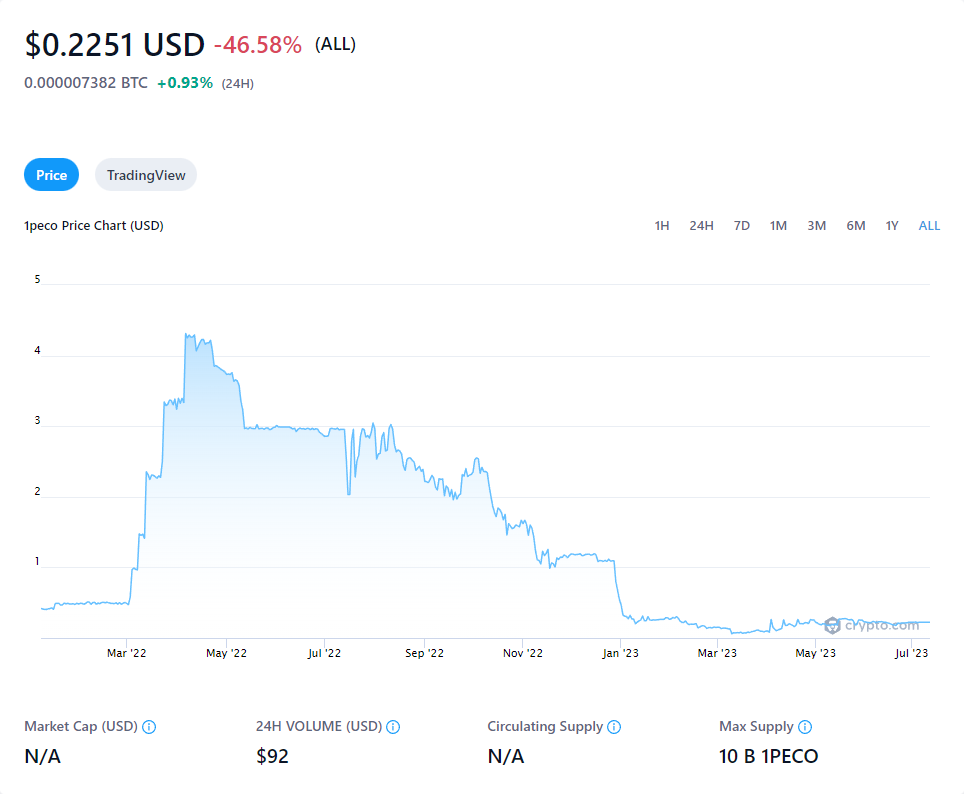 $0.2251 USD -46.58% (ALL)
0.000007382 BTC +0.93% (24H)
Price TradingView
1peco Price Chart (USD) 1H 24H 7D 1M 3M 6M 1Y ALL
5
4
3
2
1
crypto.com
Mar '22 May '22 Jul '22 Sep '22 Nov '22 Jan '23 Mar '23 May '23 Jul '23
Market Cap (USD) 24H VOLUME (USD) Circulating Supply Max Supply
N/A $92 N/A 10 B 1PECO